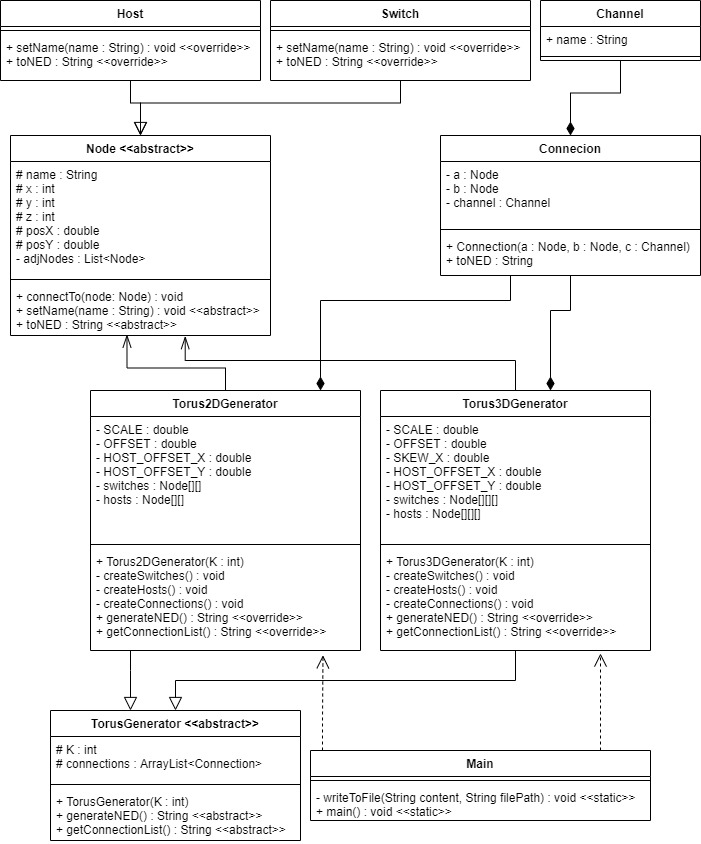 Host
+ setName(name : String) : void <<override>>
+ toNED : String <<override>>
Switch
+ setName(name : String) : void <<override>>
+ toNED : String <<override>>
Channel
+ name : String
Node <<abstract>>
# name : String
# x : int
# y : int
# z : int
# posX : double
# posY : double
- adjNodes : List<Node>
+ connectTo(node: Node) : void
+ setName(name : String) : void <<abstract>>
+ toNED : String <<abstract>>
Connecion
- a : Node
- b : Node
- channel : Channel
+ Connection(a : Node, b : Node, c : Channel)
+ toNED : String
Torus2DGenerator
- SCALE : double
- OFFSET : double
- HOST_OFFSET_X : double
- HOST_OFFSET_Y : double
- switches : Node[][]
- hosts : Node[][]
+ Torus2DGenerator(K : int)
- createSwitches() : void
- createHosts() : void
- createConnections() : void
+ generateNED() : String <<override>>
+ getConnectionList() : String <<override>>
Torus3DGenerator
- SCALE : double
- OFFSET : double
- SKEW_X : double
- HOST_OFFSET_X : double
- HOST_OFFSET_Y : double
- switches : Node[][][]
- hosts : Node[][][]
+ Torus3DGenerator(K : int)
- createSwitches() : void
- createHosts() : void
- createConnections() : void
+ generateNED() : String <<override>>
+ getConnectionList() : String <<override>>
TorusGenerator <<abstract>>
# K : int
# connections : ArrayList<Connection>
+ TorusGenerator(K : int)
+ generateNED() : String <<abstract>>
+ getConnectionList() : String <<abstract>>
Main
- writeToFile(String content, String filePath) : void <<static>>
+ main() : void <<static>>